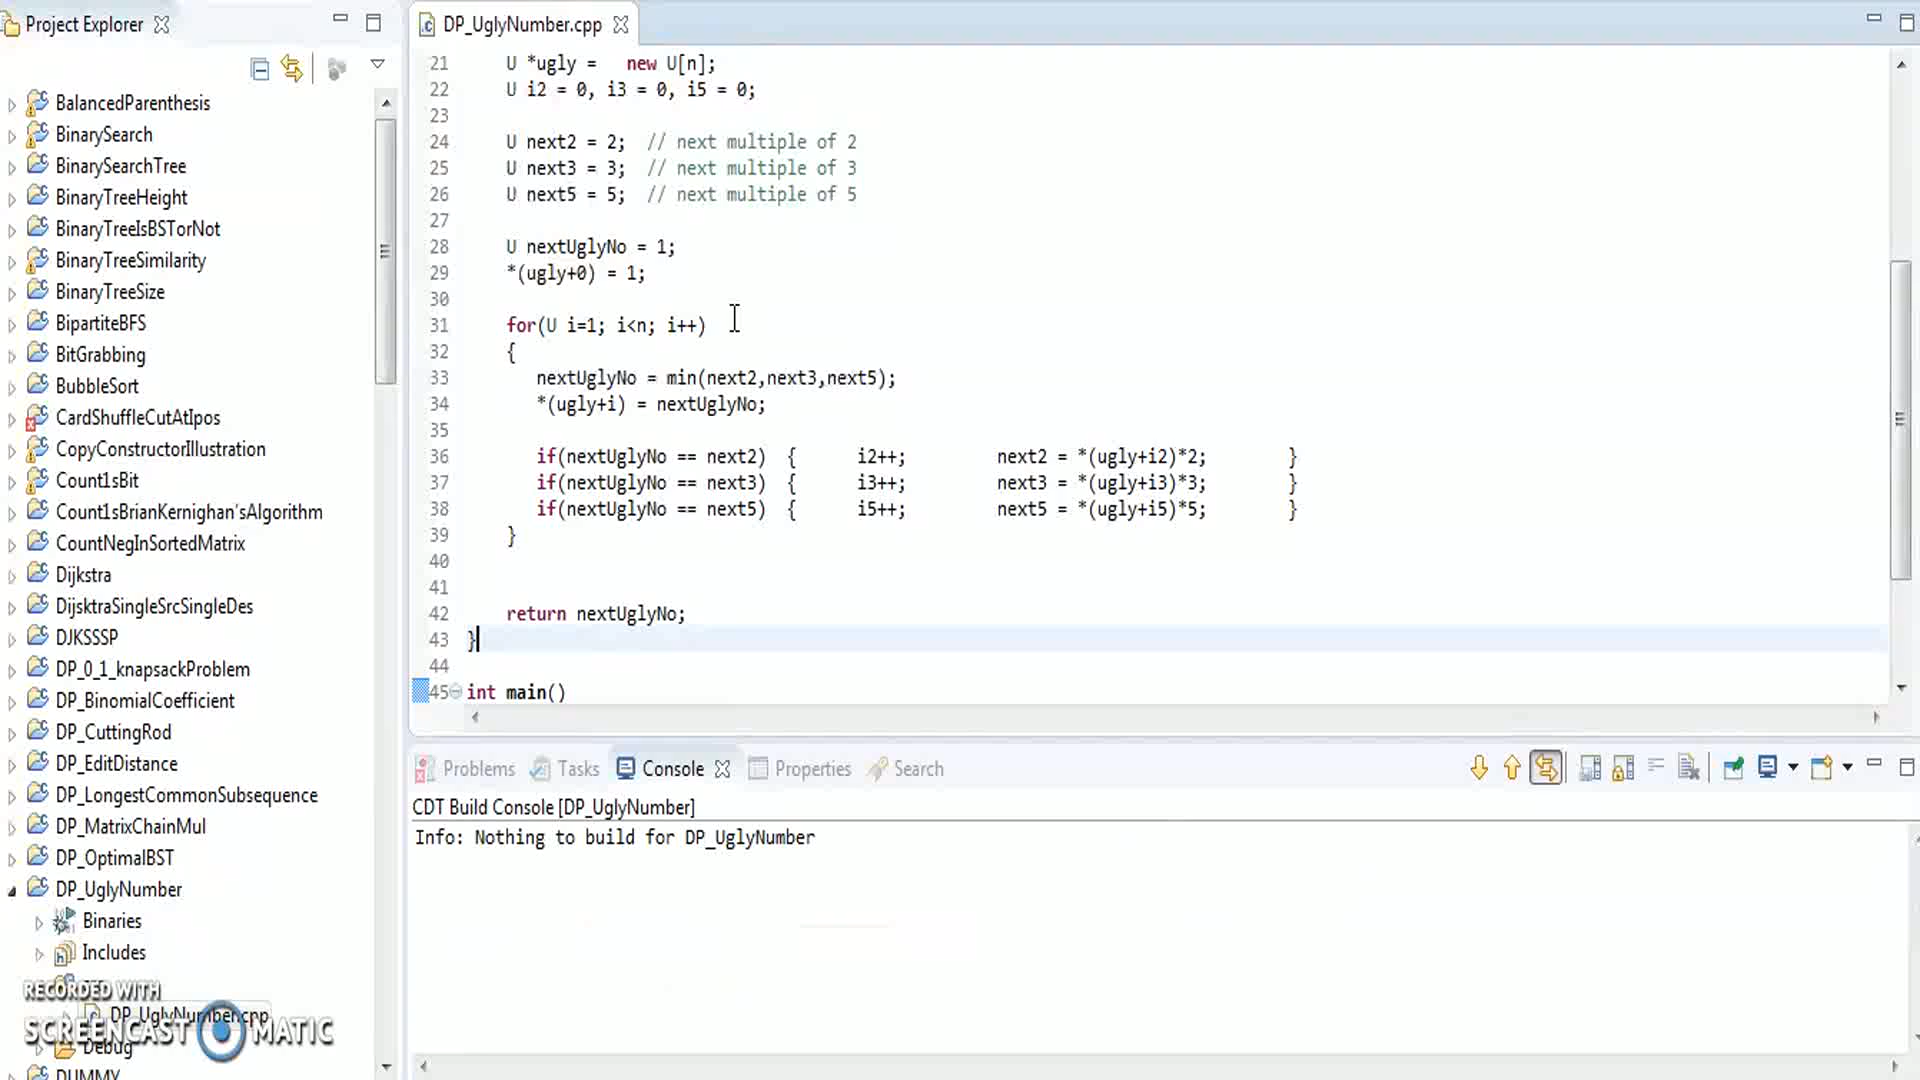 Project Explorer
BalancedParenthesis
BinarySearch
BinarySearchTree
BinaryTreeHeight
BinaryTreeIsBSTorNot
BinaryTreeSimilarity
BinaryTreeSize
BipartiteBFS
BitGrabbing
BubbleSort
CardShuffleCutAtIpos
CopyConstructorIllustration
Count1sBit
Count1sBrianKernighan'sAlgorithm
CountNegInSortedMatrix
Dijkstra
DijsktraSingleSrcSingleDes
DJKSSSP
DP_0_1_knapsackProblem
DP_BinomialCoefficient
DP_CuttingRod
DP_EditDistance
DP_LongestCommonSubsequence
DP_MatrixChainMul
DP_OptimalBST
DP_UglyNumber
Binaries
Includes
RECORDED WITH
DP_UglyNumber.cpp
SCREENCAST MATIC
Debug
DUMMY
DP_UglyNumber.cpp
21 U *ugly = new U[n];
22 U i2 = 0, i3 = 0, i5 = 0;
23
24 U next2 = 2; // next multiple of 2
25 U next3 = 3; // next multiple of 3
26 U next5 = 5; // next multiple of 5
27
28 U nextUglyNo = 1;
29 *(ugly+0) = 1;
30
31 for(U i=1; i<n; i++)
32 {
33 nextUglyNo = min(next2,next3,next5);
34 *(ugly+i) = nextUglyNo;
35
36 if(nextUglyNo == next2) { i2++; next2 = *(ugly+i2)*2; }
37 if(nextUglyNo == next3) { i3++; next3 = *(ugly+i3)*3; }
38 if(nextUglyNo == next5) { i5++; next5 = *(ugly+i5)*5; }
39 }
40
41
42 return nextUglyNo;
43 }
44
45 int main()
Problems Tasks Console Properties Search
CDT Build Console [DP_UglyNumber]
Info: Nothing to build for DP_UglyNumber